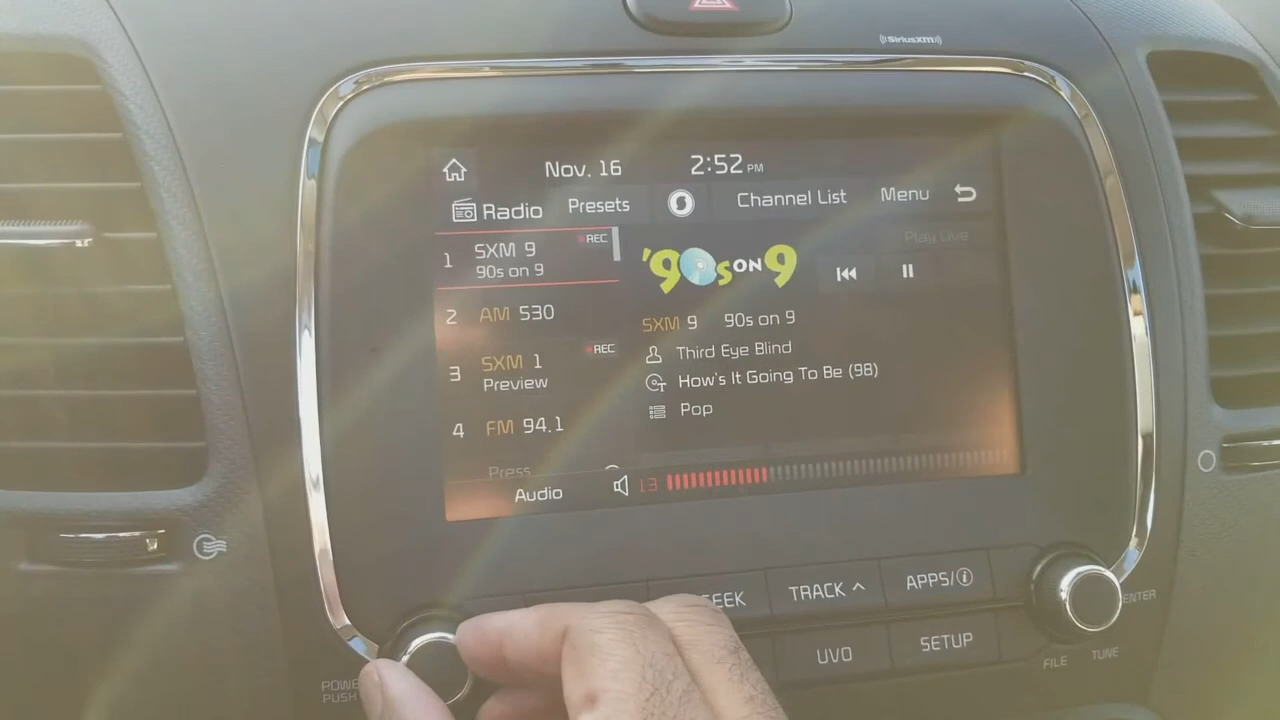 ((SiriusXM))
Nov. 16 2:52 PM
Radio Presets Channel List Menu
1 SXM 9 REC
90s on 9
2 AM 530
3 SXM 1 REC
Preview
4 FM 94.1
Press
Play Live
'90s ON 9
SXM 9 90s on 9
Third Eye Blind
How's It Going To Be (98)
Pop
Audio 13
SEEK TRACK APPS/i
UVO SETUP
POWER
PUSH
ENTER
FILE TUNE